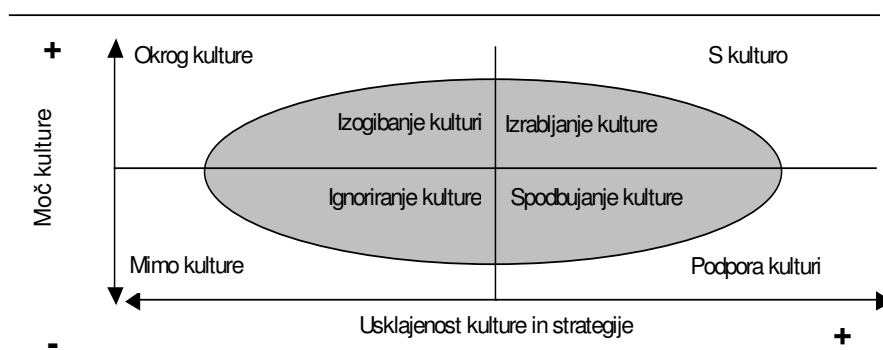 +
Okrog kulture
S kulturo
Moč kulture
Izogibanje kulturi
Izrabljanje kulture
Ignoriranje kulture
Spodbujanje kulture
Mimo kulture
Podpora kulturi
Usklajenost kulture in strategije
-
+